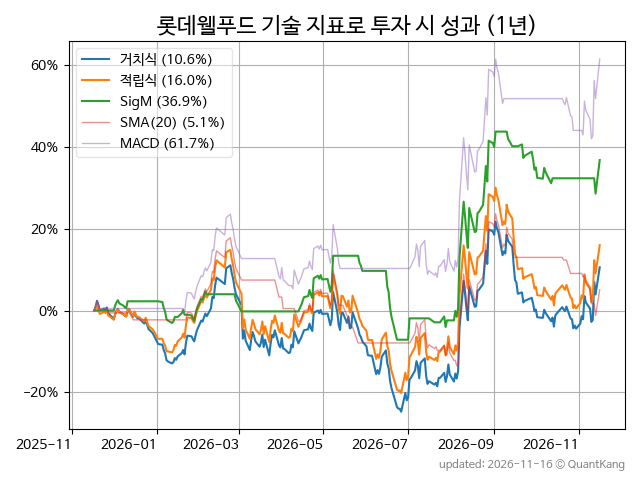 롯데웰푸드 기술 지표로 투자 시 성과 (1년)
60%
40%
20%
0%
−20%
거치식 (10.6%)
적립식 (16.0%)
SigM (36.9%)
SMA(20) (5.1%)
MACD (61.7%)
2025-11
2026-01
2026-03
2026-05
2026-07
2026-09
2026-11
updated: 2026-11-16 © QuantKang